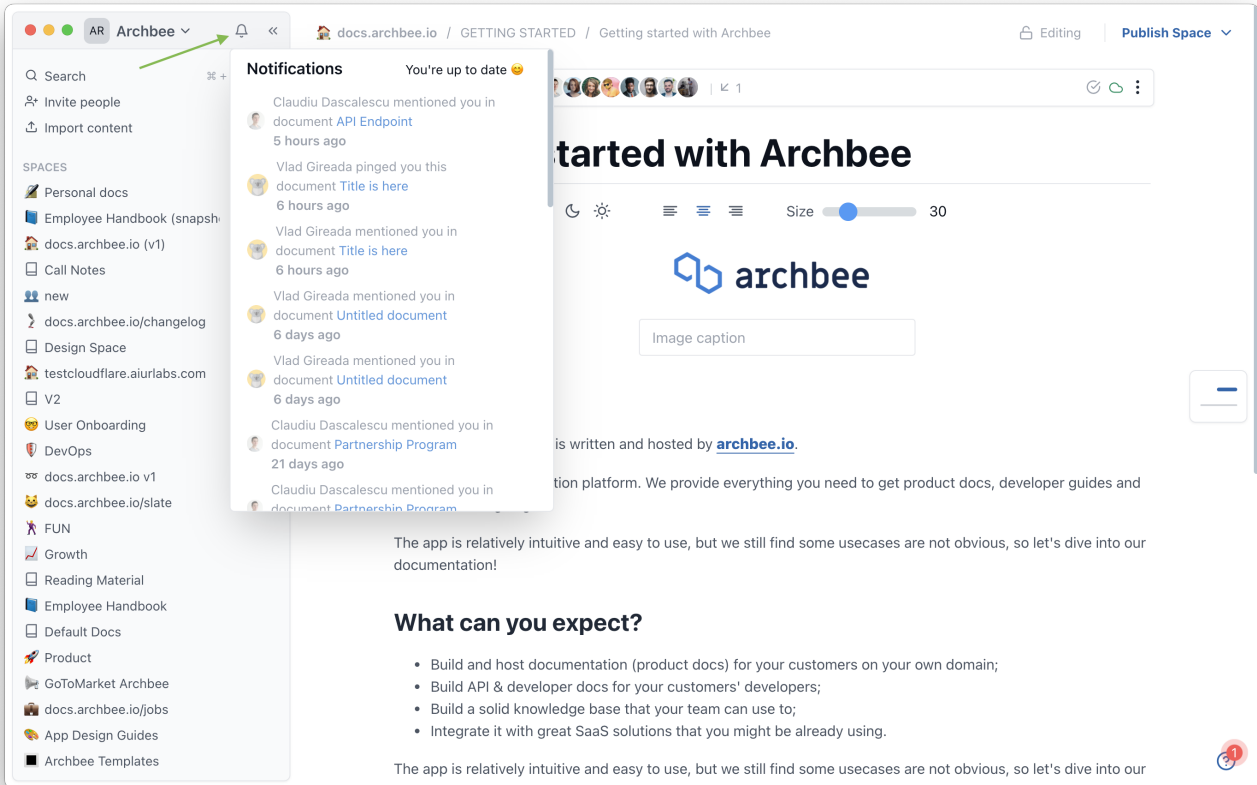 AR Archbee
Search ⌘ +
Invite people
Import content
SPACES
Personal docs
Employee Handbook (snapsh
docs.archbee.io (v1)
Call Notes
new
docs.archbee.io/changelog
Design Space
testcloudflare.aiurlabs.com
V2
User Onboarding
DevOps
docs.archbee.io v1
docs.archbee.io/slate
FUN
Growth
Reading Material
Employee Handbook
Default Docs
Product
GoToMarket Archbee
docs.archbee.io/jobs
App Design Guides
Archbee Templates
Notifications You're up to date 😊
Claudiu Dascalescu mentioned you in
document API Endpoint
5 hours ago
Vlad Gireada pinged you this
document Title is here
6 hours ago
Vlad Gireada mentioned you in
document Title is here
6 hours ago
Vlad Gireada mentioned you in
document Untitled document
6 days ago
Vlad Gireada mentioned you in
document Untitled document
6 days ago
Claudiu Dascalescu mentioned you in
document Partnership Program
21 days ago
Claudiu Dascalescu mentioned you in
document Partnership Program
docs.archbee.io / GETTING STARTED / Getting started with Archbee
Editing
Publish Space
1
tarted with Archbee
Size 30
archbee
Image caption
is written and hosted by archbee.io.
tion platform. We provide everything you need to get product docs, developer guides and
The app is relatively intuitive and easy to use, but we still find some usecases are not obvious, so let's dive into our
documentation!
What can you expect?
• Build and host documentation (product docs) for your customers on your own domain;
• Build API & developer docs for your customers' developers;
• Build a solid knowledge base that your team can use to;
• Integrate it with great SaaS solutions that you might be already using.
The app is relatively intuitive and easy to use, but we still find some usecases are not obvious, so let's dive into our
1